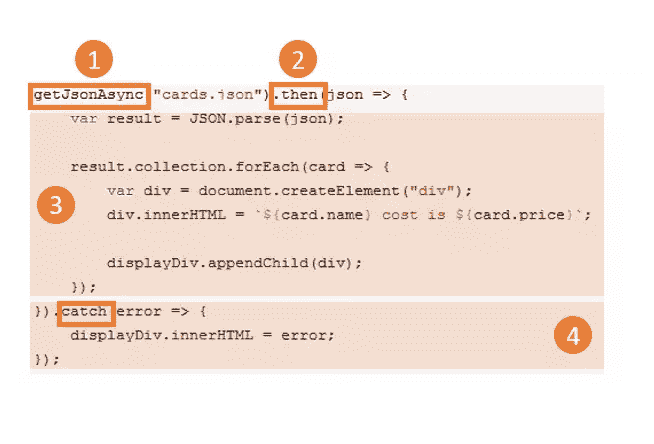 1 2
getJsonAsync("cards.json").then(json => {
var result = JSON.parse(json);
3
result.collection.forEach(card => {
var div = document.createElement("div");
div.innerHTML = `${card.name} cost is ${card.price}`;
displayDiv.appendChild(div);
});
}).catch(error => {
displayDiv.innerHTML = error;
4
});